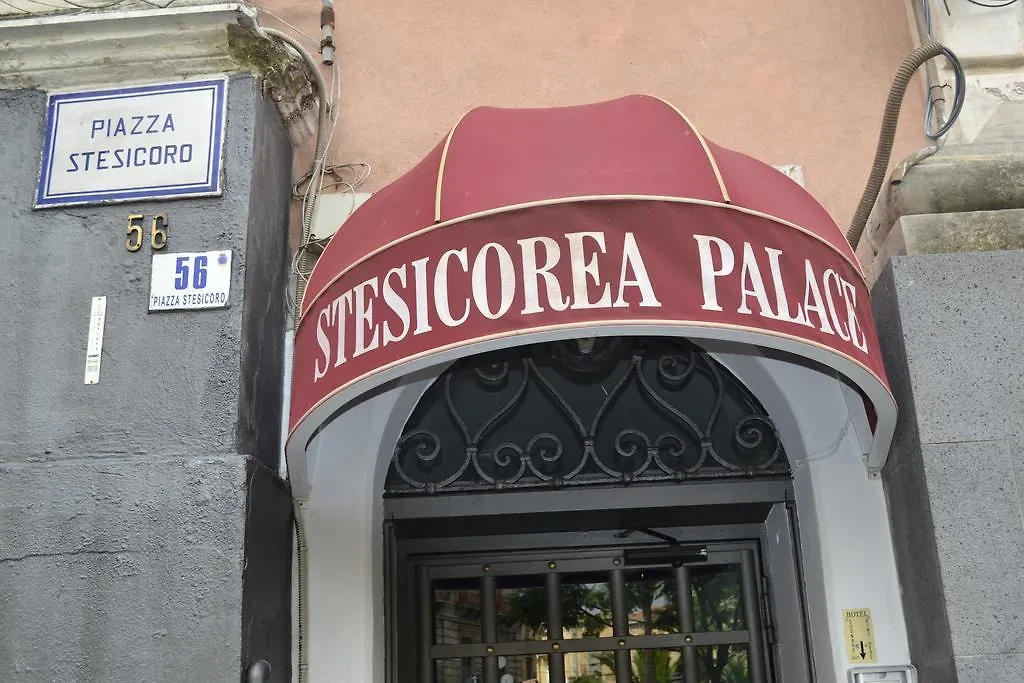 PIAZZA
STESICORO
56
56
PIAZZA STESICORO
STESICOREA PALACE
HOTEL